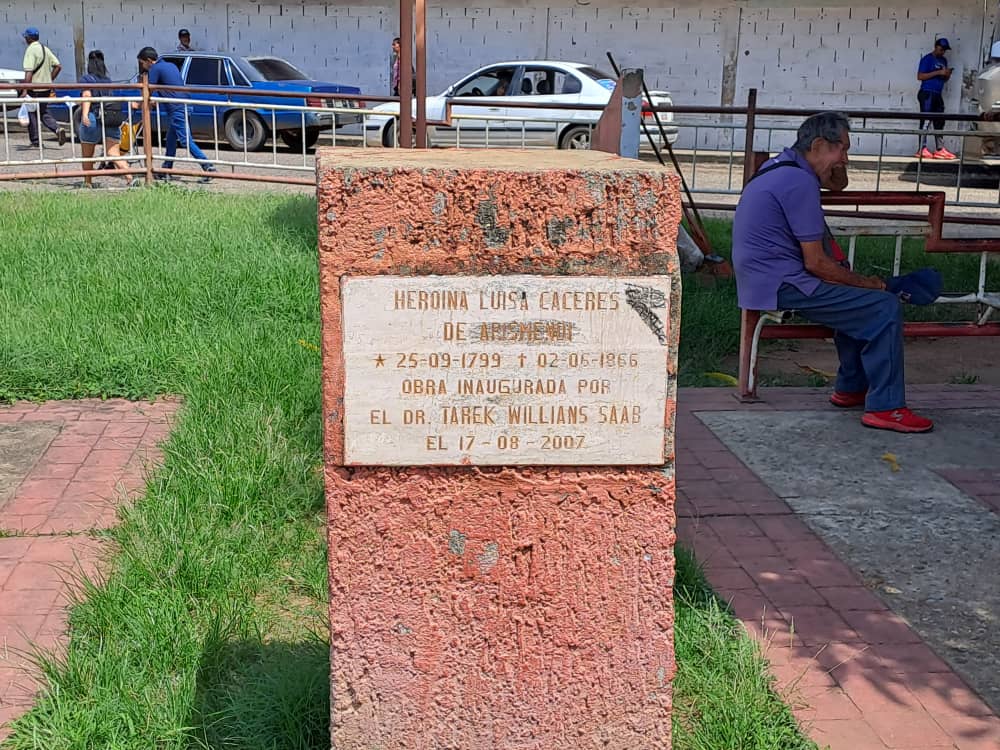 HEROINA LUISA CACERES
DE ARISMENDI
★ 25-09-1799 † 02-06-1866
OBRA INAUGURADA POR
EL DR. TAREK WILLIANS SAAB
EL 17-08-2007